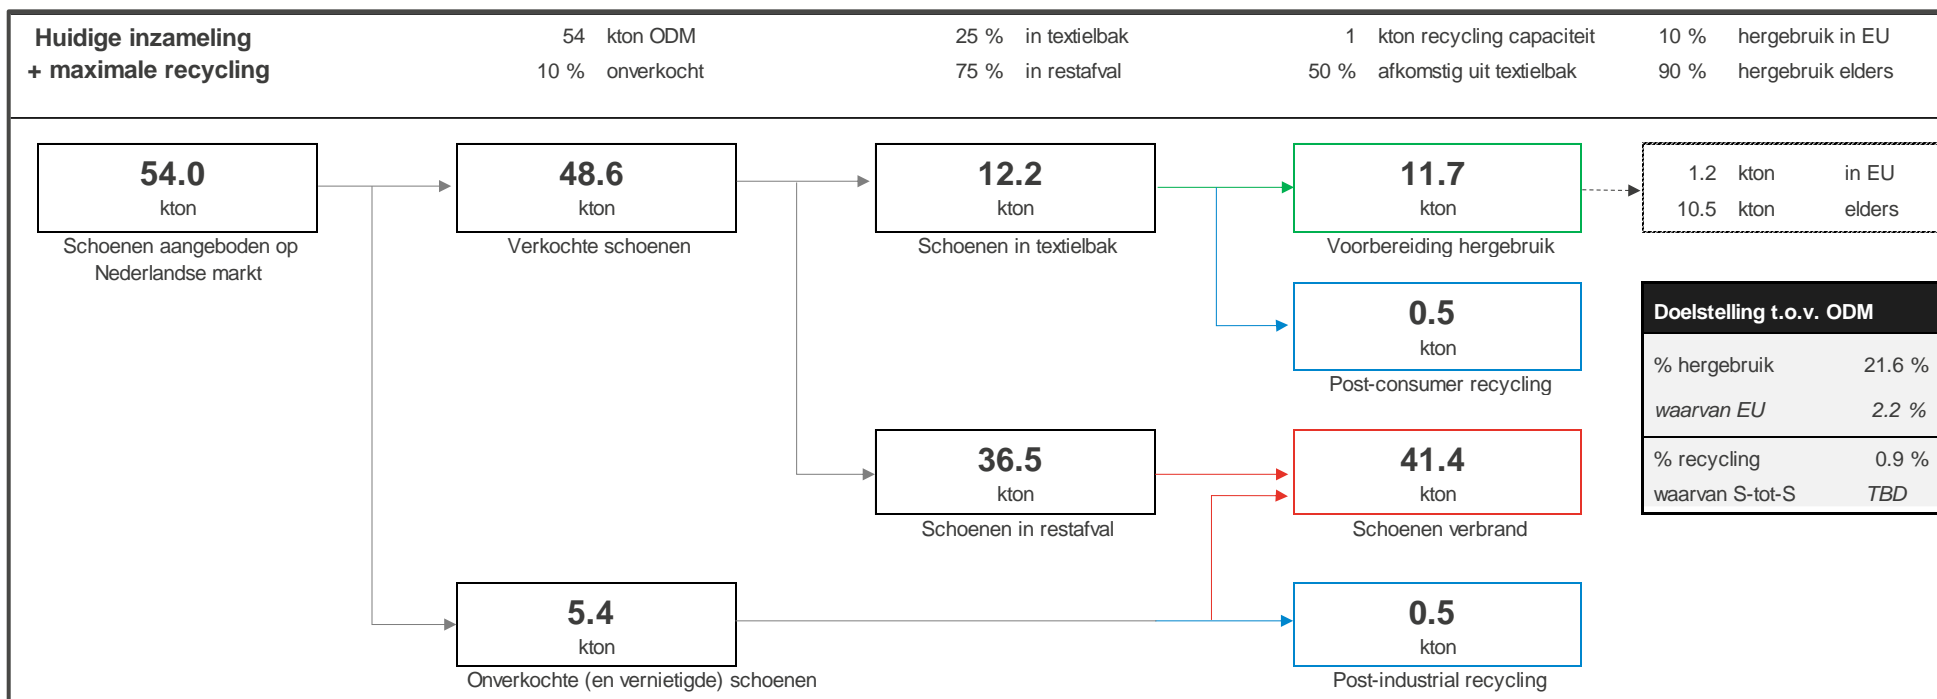 Huidige inzameling
+ maximale recycling
54 kton ODM
10 % onverkocht
25 % in textielbak
75 % in restafval
1 kton recycling capaciteit
50 % afkomstig uit textielbak
10 % hergebruik in EU
90 % hergebruik elders
54.0
kton
Schoenen aangeboden op
Nederlandse markt
48.6
kton
Verkochte schoenen
12.2
kton
Schoenen in textielbak
11.7
kton
Voorbereiding hergebruik
1.2 kton in EU
10.5 kton elders
0.5
kton
Post-consumer recycling
Doelstelling t.o.v. ODM
% hergebruik 21.6 %
waarvan EU 2.2 %
% recycling 0.9 %
waarvan S-tot-S TBD
36.5
kton
Schoenen in restafval
41.4
kton
Schoenen verbrand
5.4
kton
Onverkochte (en vernietigde) schoenen
0.5
kton
Post-industrial recycling